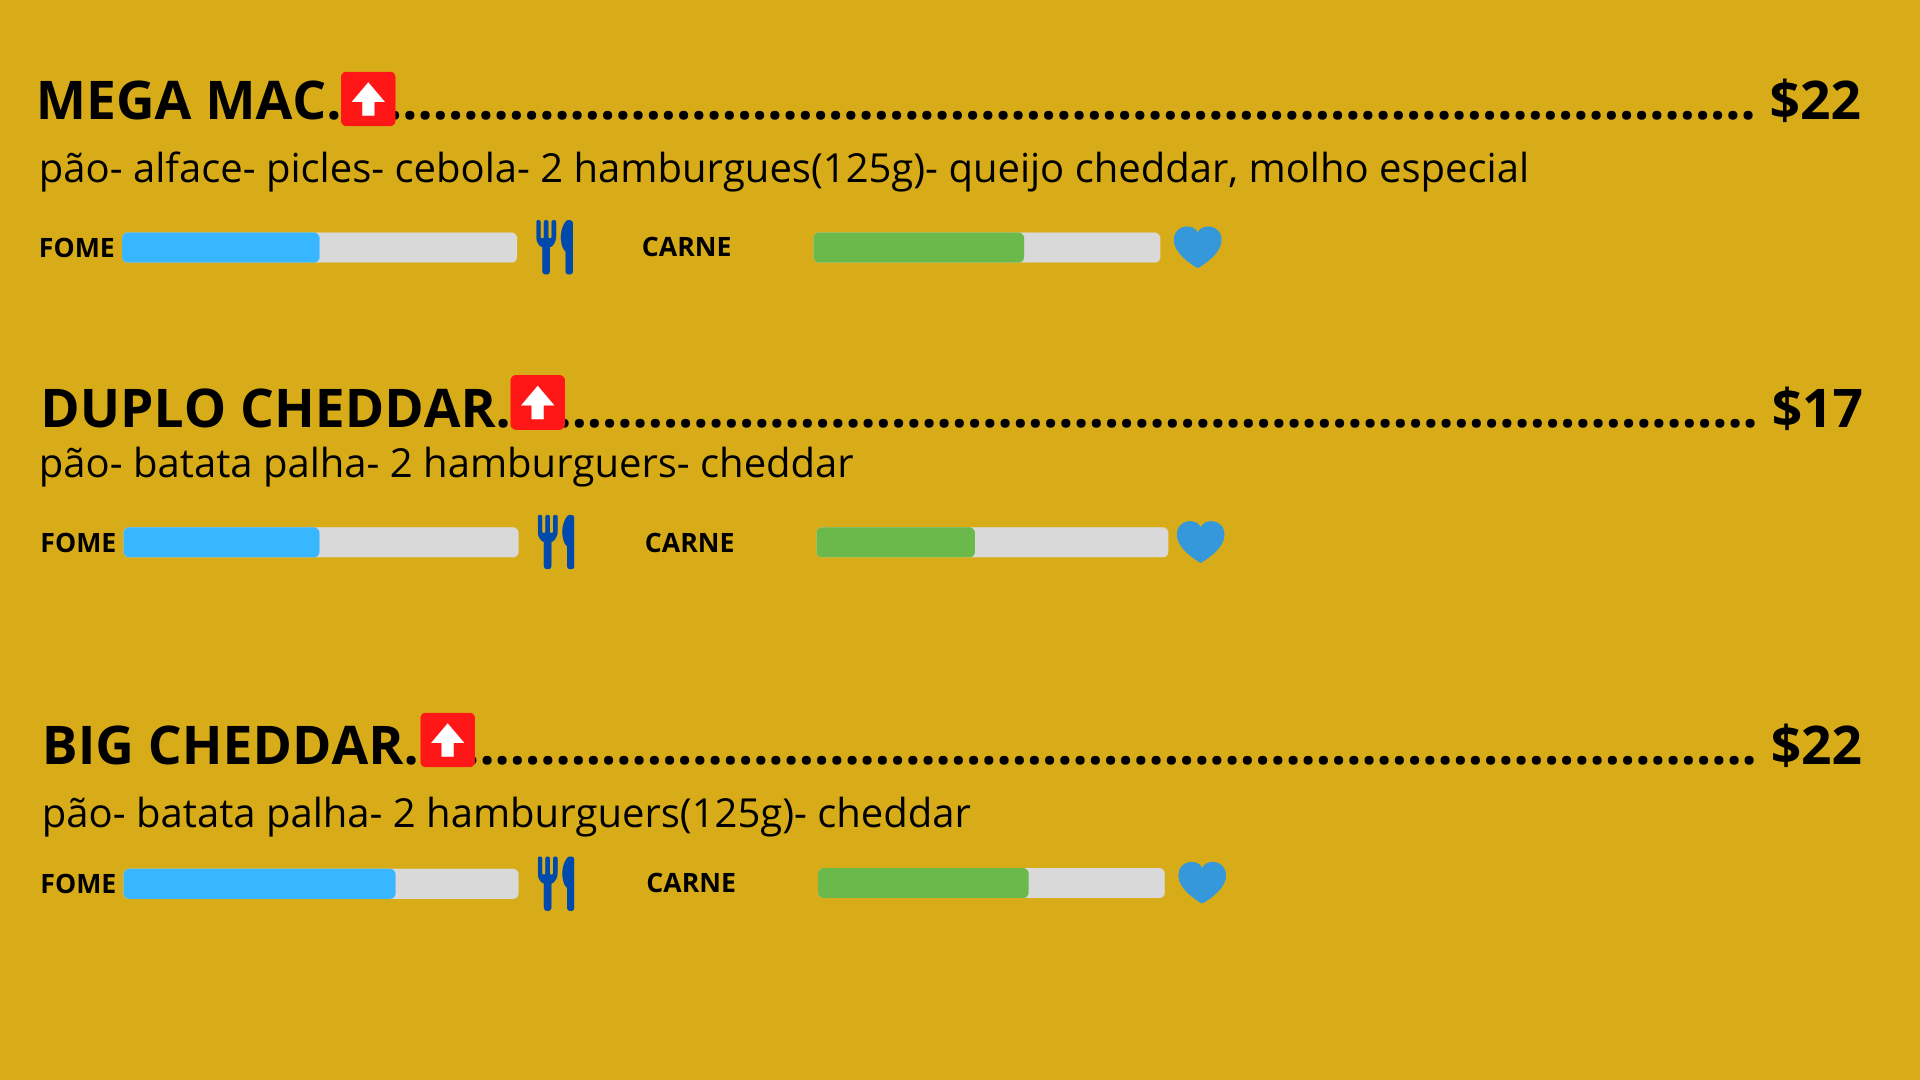 MEGA MAC............................................................................................ $22
pão- alface- picles- cebola- 2 hamburgues(125g)- queijo cheddar, molho especial
FOME CARNE
DUPLO CHEDDAR................................................................................. $17
pão- batata palha- 2 hamburguers- cheddar
FOME CARNE
BIG CHEDDAR....................................................................................... $22
pão- batata palha- 2 hamburguers(125g)- cheddar
FOME CARNE